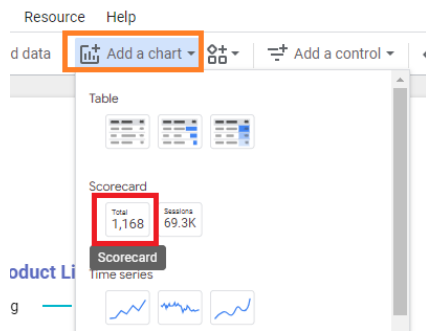 Resource Help
d data Add a chart Add a control
Table
Scorecard
Total Sessions
1,168 69.3K
Scorecard
oduct Li Time series
g